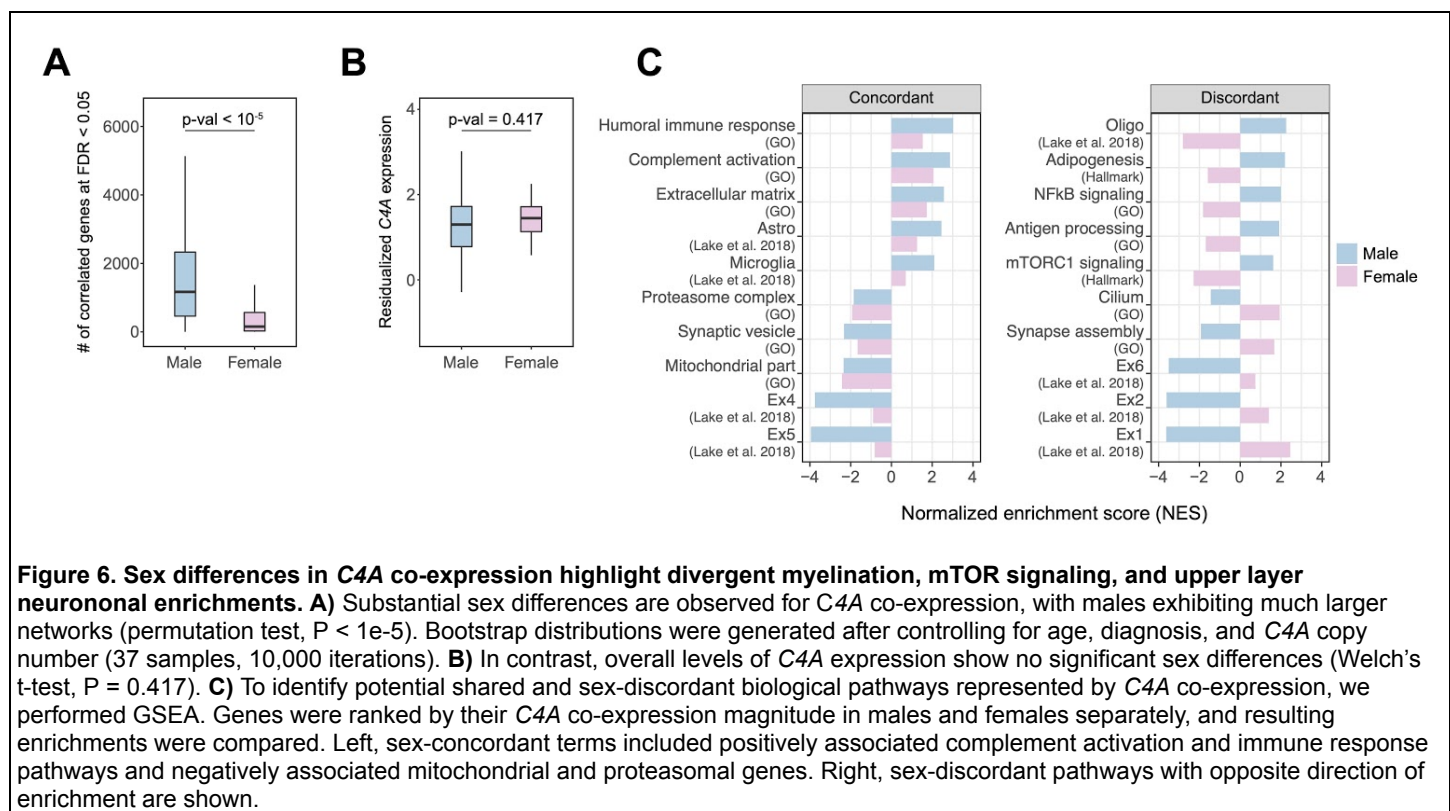 A
# of correlated genes at FDR < 0.05
6000
4000
2000
0
p-val < 10-5
Male
Female
B
Residualized C4A expression
4
2
0
p-val = 0.417
Male
Female
C
Concordant
Humoral immune response
(GO)
Complement activation
(GO)
Extracellular matrix
(GO)
Astro
(Lake et al. 2018)
Microglia
(Lake et al. 2018)
Proteasome complex
(GO)
Synaptic vesicle
(GO)
Mitochondrial part
(GO)
Ex4
(Lake et al. 2018)
Ex5
(Lake et al. 2018)
−4 −2 0 2 4
Discordant
Oligo
(Lake et al. 2018)
Adipogenesis
(Hallmark)
NFkB signaling
(GO)
Antigen processing
(GO)
mTORC1 signaling
(Hallmark)
Cilium
(GO)
Synapse assembly
(GO)
Ex6
(Lake et al. 2018)
Ex2
(Lake et al. 2018)
Ex1
(Lake et al. 2018)
−4 −2 0 2 4
Male
Female
Normalized enrichment score (NES)
Figure 6. Sex differences in C4A co-expression highlight divergent myelination, mTOR signaling, and upper layer
neurononal enrichments. A) Substantial sex differences are observed for C4A co-expression, with males exhibiting much larger
networks (permutation test, P < 1e-5). Bootstrap distributions were generated after controlling for age, diagnosis, and C4A copy
number (37 samples, 10,000 iterations). B) In contrast, overall levels of C4A expression show no significant sex differences (Welch's
t-test, P = 0.417). C) To identify potential shared and sex-discordant biological pathways represented by C4A co-expression, we
performed GSEA. Genes were ranked by their C4A co-expression magnitude in males and females separately, and resulting
enrichments were compared. Left, sex-concordant terms included positively associated complement activation and immune response
pathways and negatively associated mitochondrial and proteasomal genes. Right, sex-discordant pathways with opposite direction of
enrichment are shown.